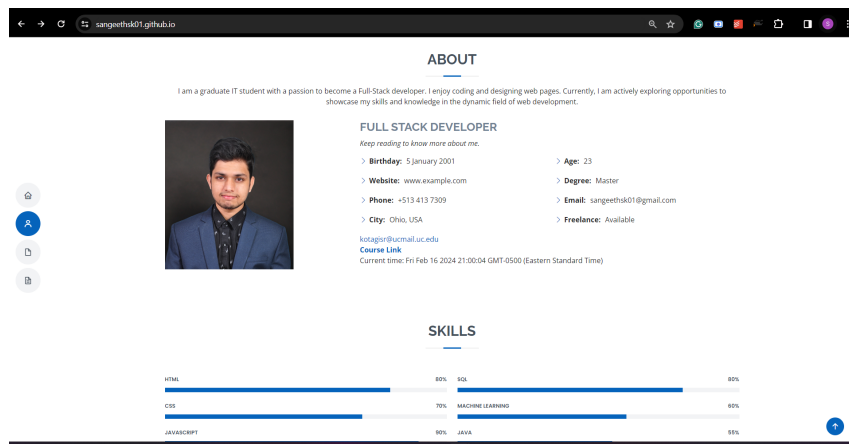 sangeethsk01.github.io
ABOUT
I am a graduate IT student with a passion to become a Full-Stack developer. I enjoy coding and designing web pages. Currently, I am actively exploring opportunities to
showcase my skills and knowledge in the dynamic field of web development.
FULL STACK DEVELOPER
Keep reading to know more about me.
Birthday: 5 January 2001
Age: 23
Website: www.example.com
Degree: Master
Phone: +513 413 7309
Email: sangeethsk01@gmail.com
City: Ohio, USA
Freelance: Available
kotagisr@ucmail.uc.edu
Course Link
Current time: Fri Feb 16 2024 21:00:04 GMT-0500 (Eastern Standard Time)
SKILLS
HTML 80%
SQL 80%
CSS 70%
MACHINE LEARNING 60%
JAVASCRIPT 90%
JAVA 55%